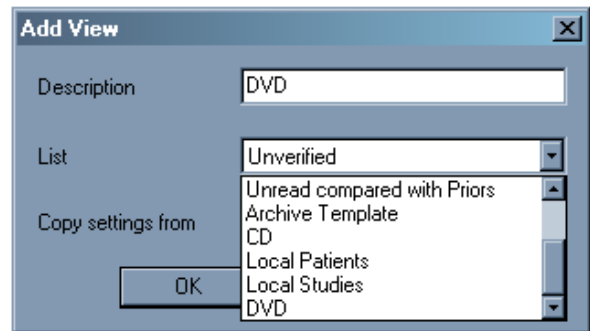 Add View
Description
DVD
List
Unverified
Unread compared with Priors
Archive Template
Copy settings from
CD
Local Patients
Local Studies
OK
DVD